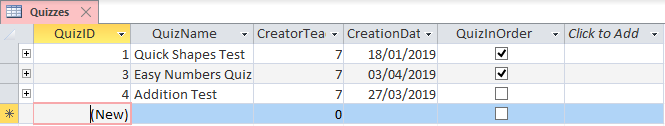 Quizzes
QuizID QuizName CreatorTea CreationDat QuizInOrder Click to Add
1 Quick Shapes Test 7 18/01/2019
3 Easy Numbers Quiz 7 03/04/2019
4 Addition Test 7 27/03/2019
(New) 0